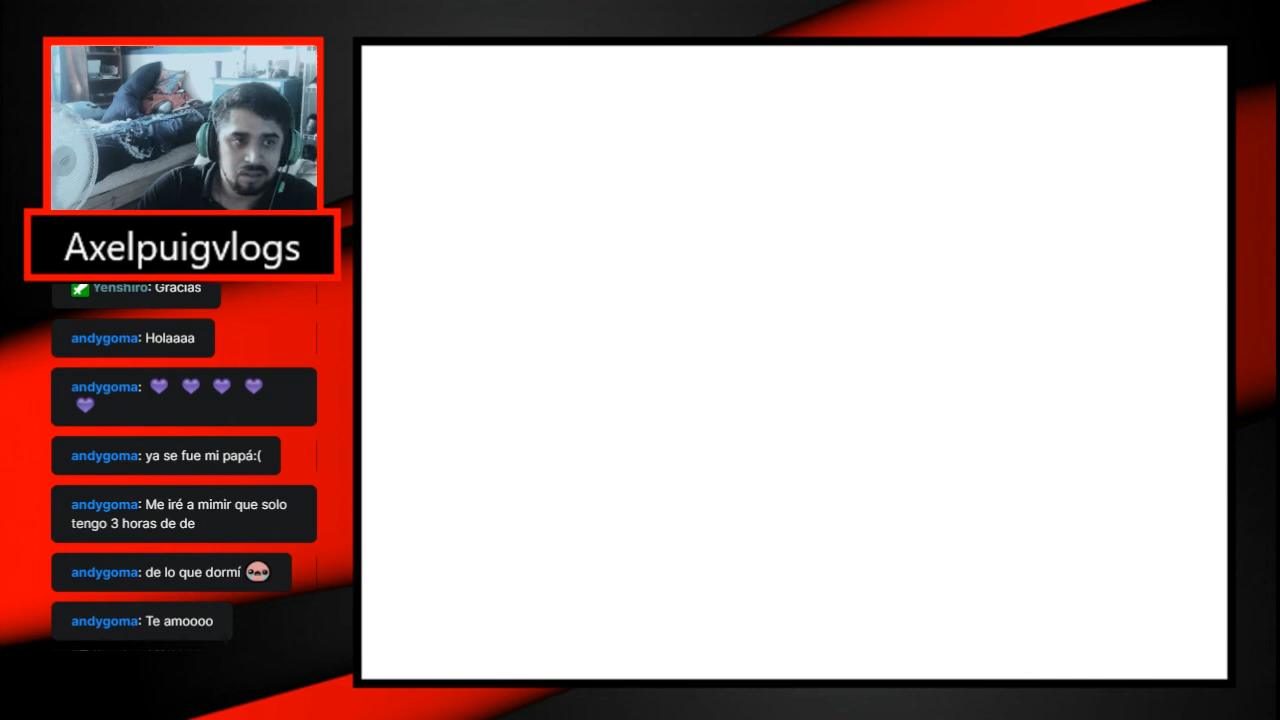 Axelpuigvlogs
Yenshiro: Gracias
andygoma: Holaaaa
andygoma: 💜 💜 💜 💜
💜
andygoma: ya se fue mi papá:(
andygoma: Me iré a mimir que solo
tengo 3 horas de de
andygoma: de lo que dormí
andygoma: Te amoooo